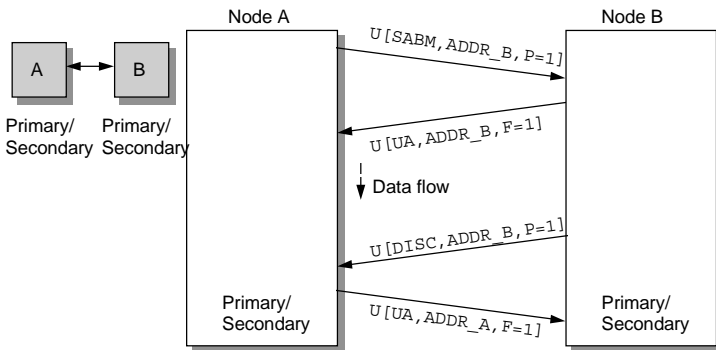 Node A
Node B
U[SABM,ADDR_B,P=1]
A
B
Primary/
Secondary
Primary/
Secondary
U[UA,ADDR_B,F=1]
Data flow
U[DISC,ADDR_B,P=1]
Primary/
Secondary
U[UA,ADDR_A,F=1]
Primary/
Secondary